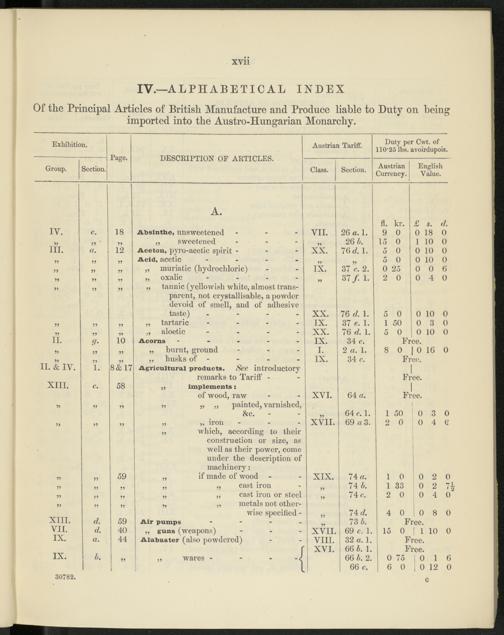 xvii
IV.—ALPHABETICAL INDEX
Of the Principal Articles of British Manufacture and Produce liable to Duty on being
imported into the Austro-Hungarian Monarchy.
Exhibition. Page. DESCRIPTION OF ARTICLES. Austrian Tariff. Duty per Cwt. of 110·25 lbs. avoirdupois.
Group. Section. Class. Section. Austrian Currency. English Value.
A.
fl. kr. £ s. d.
IV. c. 18 Absinthe, unsweetened - - - VII. 26 a. 1. 9 0 0 18 0
„ „ „ „ sweetened - - - „ 26 b. 15 0 1 10 0
III. a. 12 Aceton, pyro-acetic spirit - - - XX. 76 d. 1. 5 0 0 10 0
„ „ „ Acid, acetic - - - „ „ 5 0 0 10 0
„ „ „ „ muriatic (hydrochloric) - - IX. 37 c. 2. 0 25 0 0 6
„ „ „ „ oxalic - - - „ 37 f. 1. 2 0 0 4 0
„ „ „ „ tannic (yellowish white, almost trans-
parent, not crystallisable, a powder
devoid of smell, and of adhesive
taste) - - - XX. 76 d. 1. 5 0 0 10 0
„ „ „ „ tartaric - - - IX. 37 e. 1. 1 50 0 3 0
„ „ „ „ aloetic - - - XX. 76 d. 1. 5 0 0 10 0
II. g. 10 Acorns - - - IX. 34 c. Free.
„ „ „ „ burnt, ground - - - I. 2 a. 1. 8 0 0 16 0
„ „ „ „ husks of - - - IX. 34 c. Free.
II. & IV. 1. 8 & 17 Agricultural products. See introductory
remarks to Tariff - - Free.
XIII. c. 58 „ implements:
of wood, raw - - XVI. 64 a. Free.
„ „ „ „ „ „ painted, varnished,
&c. - - „ 64 c. 1. 1 50 0 3 0
„ „ „ „ „ iron - - - XVII. 69 a 3. 2 0 0 4 0
„ which, according to their
construction or size, as
well as their power, come
under the description of
machinery:
„ „ 59 „ if made of wood - - XIX. 74 a. 1 0 0 2 0
„ „ „ „ „ cast iron - „ 74 b. 1 33 0 2 7½
„ „ „ „ „ cast iron or steel „ 74 c. 2 0 0 4 0
„ „ „ „ „ metals not other-
wise specified - „ 74 d. 4 0 0 8 0
XIII. d. 59 Air pumps - - - „ 73 b. Free.
VII. d. 40 „ guns (weapons) - - - XVII. 69 c. 1. 15 0 1 10 0
IX. a. 44 Alabaster (also powdered) - - VIII. 32 a. 1. Free.
XVI. 66 b. 1. Free.
IX. b. „ „ wares - - - - 66 b. 2. 0 75 0 1 6
66 c. 6 0 0 12 0
30782. c